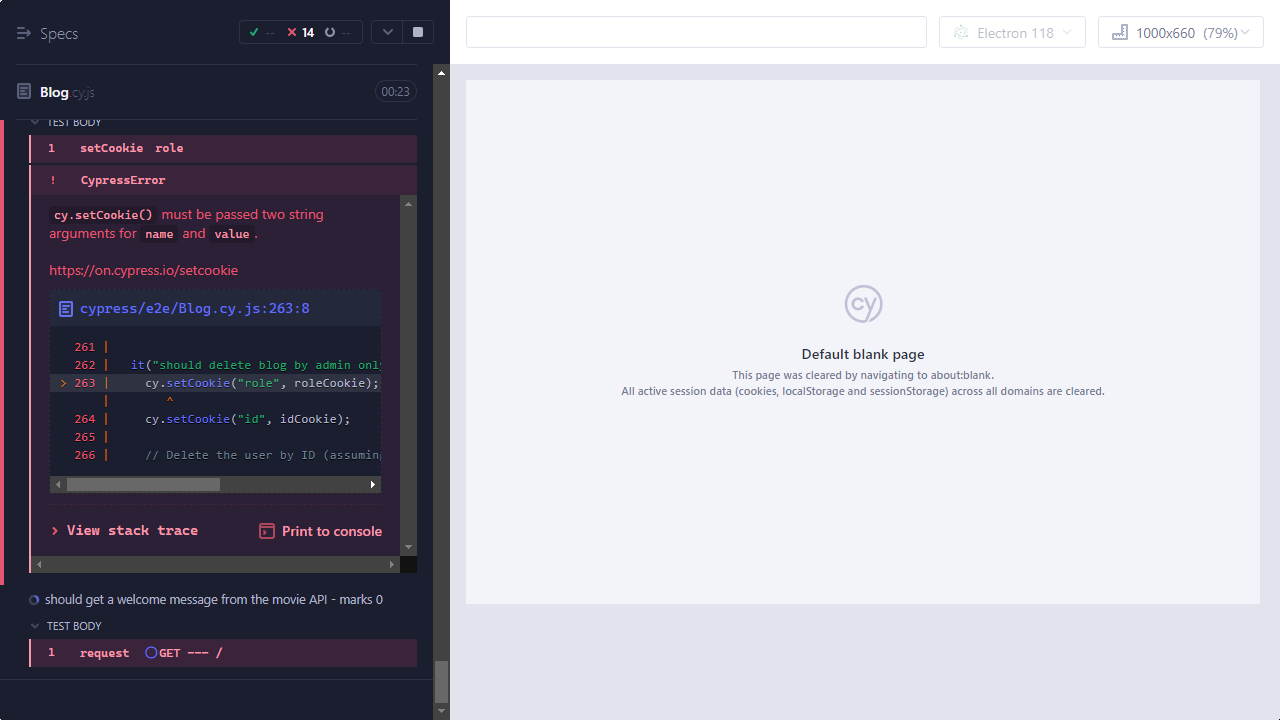 Specs
-- 14 --
Electron 118
1000x660 (79%)
Blog.cy.js
00:23
TEST BODY
1 setCookie role
! CypressError
cy.setCookie() must be passed two string
arguments for name and value.
https://on.cypress.io/setcookie
cypress/e2e/Blog.cy.js:263:8
261 |
262 | it("should delete blog by admin only
> 263 | cy.setCookie("role", roleCookie);
| ^
264 | cy.setCookie("id", idCookie);
265 |
266 | // Delete the user by ID (assuming
> View stack trace
Print to console
should get a welcome message from the movie API - marks 0
TEST BODY
1 request GET --- /
cy
Default blank page
This page was cleared by navigating to about:blank.
All active session data (cookies, localStorage and sessionStorage) across all domains are cleared.